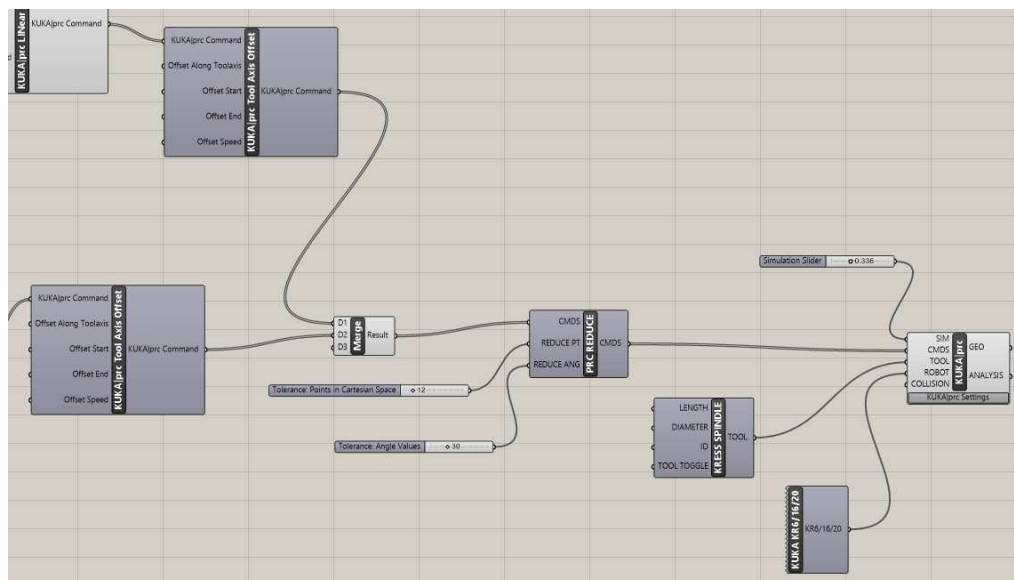 KUKA|prc LINear
KUKA|prc Command
KUKA|prc Command
Offset Along Toolaxis
Offset Start
Offset End
Offset Speed
KUKA|prc Tool Axis Offset
KUKA|prc Command
KUKA|prc Command
Offset Along Toolaxis
Offset Start
Offset End
Offset Speed
KUKA|prc Tool Axis Offset
KUKA|prc Command
D1
D2
D3
Merge
Result
Tolerance: Points in Cartesian Space
12
Tolerance: Angle Values
30
CMDS
REDUCE PT
REDUCE ANG
PRC REDUCE
CMDS
Simulation Slider
0.336
LENGTH
DIAMETER
ID
TOOL TOGGLE
KRESS SPINDLE
TOOL
KUKA KR6/16/20
KR6/16/20
SIM
CMDS
TOOL
ROBOT
COLLISION
KUKA|prc
GEO
ANALYSIS
KUKA|prc Settings